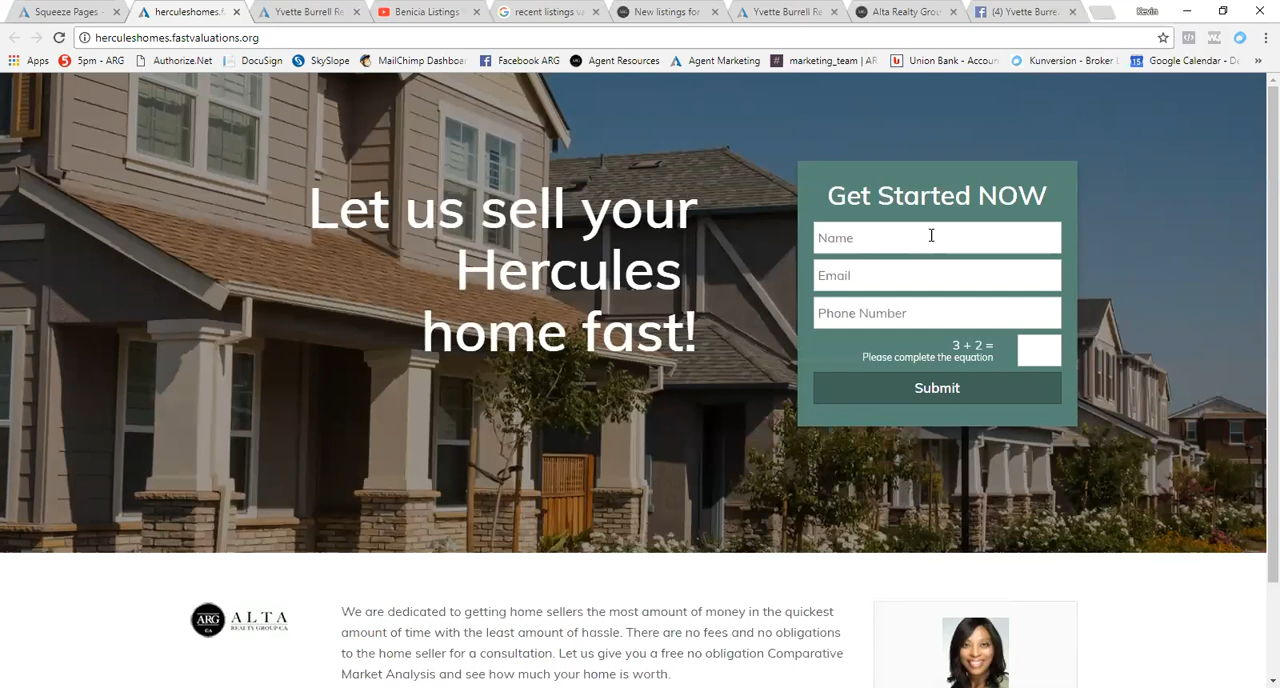 Squeeze Pages -
herculeshomes.f
Yvette Burrell Re
Benicia Listings
recent listings v
New listings for
Yvette Burrell Re
Alta Realty Grou
(4) Yvette Burre
Kevin
herculeshomes.fastvaluations.org
Apps
5pm - ARG
Authorize.Net
DocuSign
SkySlope
MailChimp Dashboa
Facebook ARG
Agent Resources
Agent Marketing
marketing_team | AR
Union Bank - Accoun
Kunversion - Broker L
Google Calendar - De
Let us sell your
Hercules
home fast!
Get Started NOW
Name
Email
Phone Number
3 + 2 =
Please complete the equation
Submit
ARG
CA
ALTA
REALTY GROUP CA
We are dedicated to getting home sellers the most amount of money in the quickest
amount of time with the least amount of hassle. There are no fees and no obligations
to the home seller for a consultation. Let us give you a free no obligation Comparative
Market Analysis and see how much your home is worth.